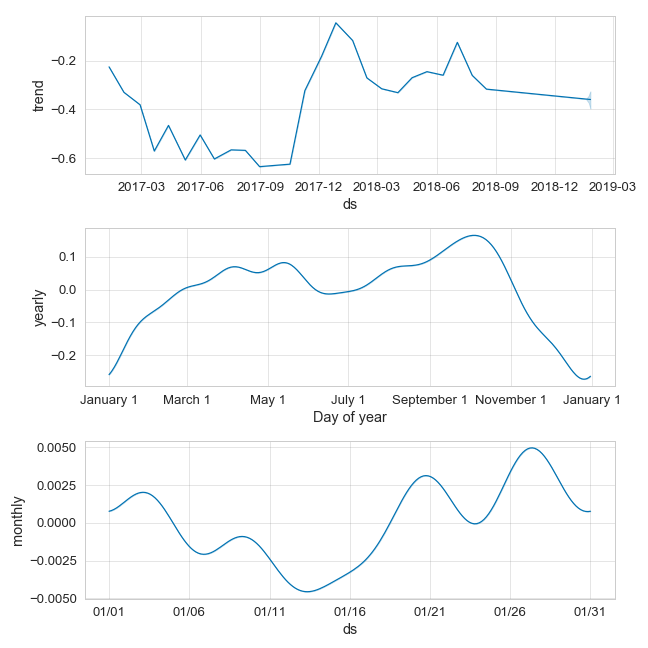 −0.2
−0.4
−0.6
trend
2017-03 2017-06 2017-09 2017-12 2018-03 2018-06 2018-09 2018-12 2019-03
ds
0.1
0.0
−0.1
−0.2
yearly
January 1 March 1 May 1 July 1 September 1 November 1 January 1
Day of year
0.0050
0.0025
0.0000
−0.0025
−0.0050
monthly
01/01 01/06 01/11 01/16 01/21 01/26 01/31
ds